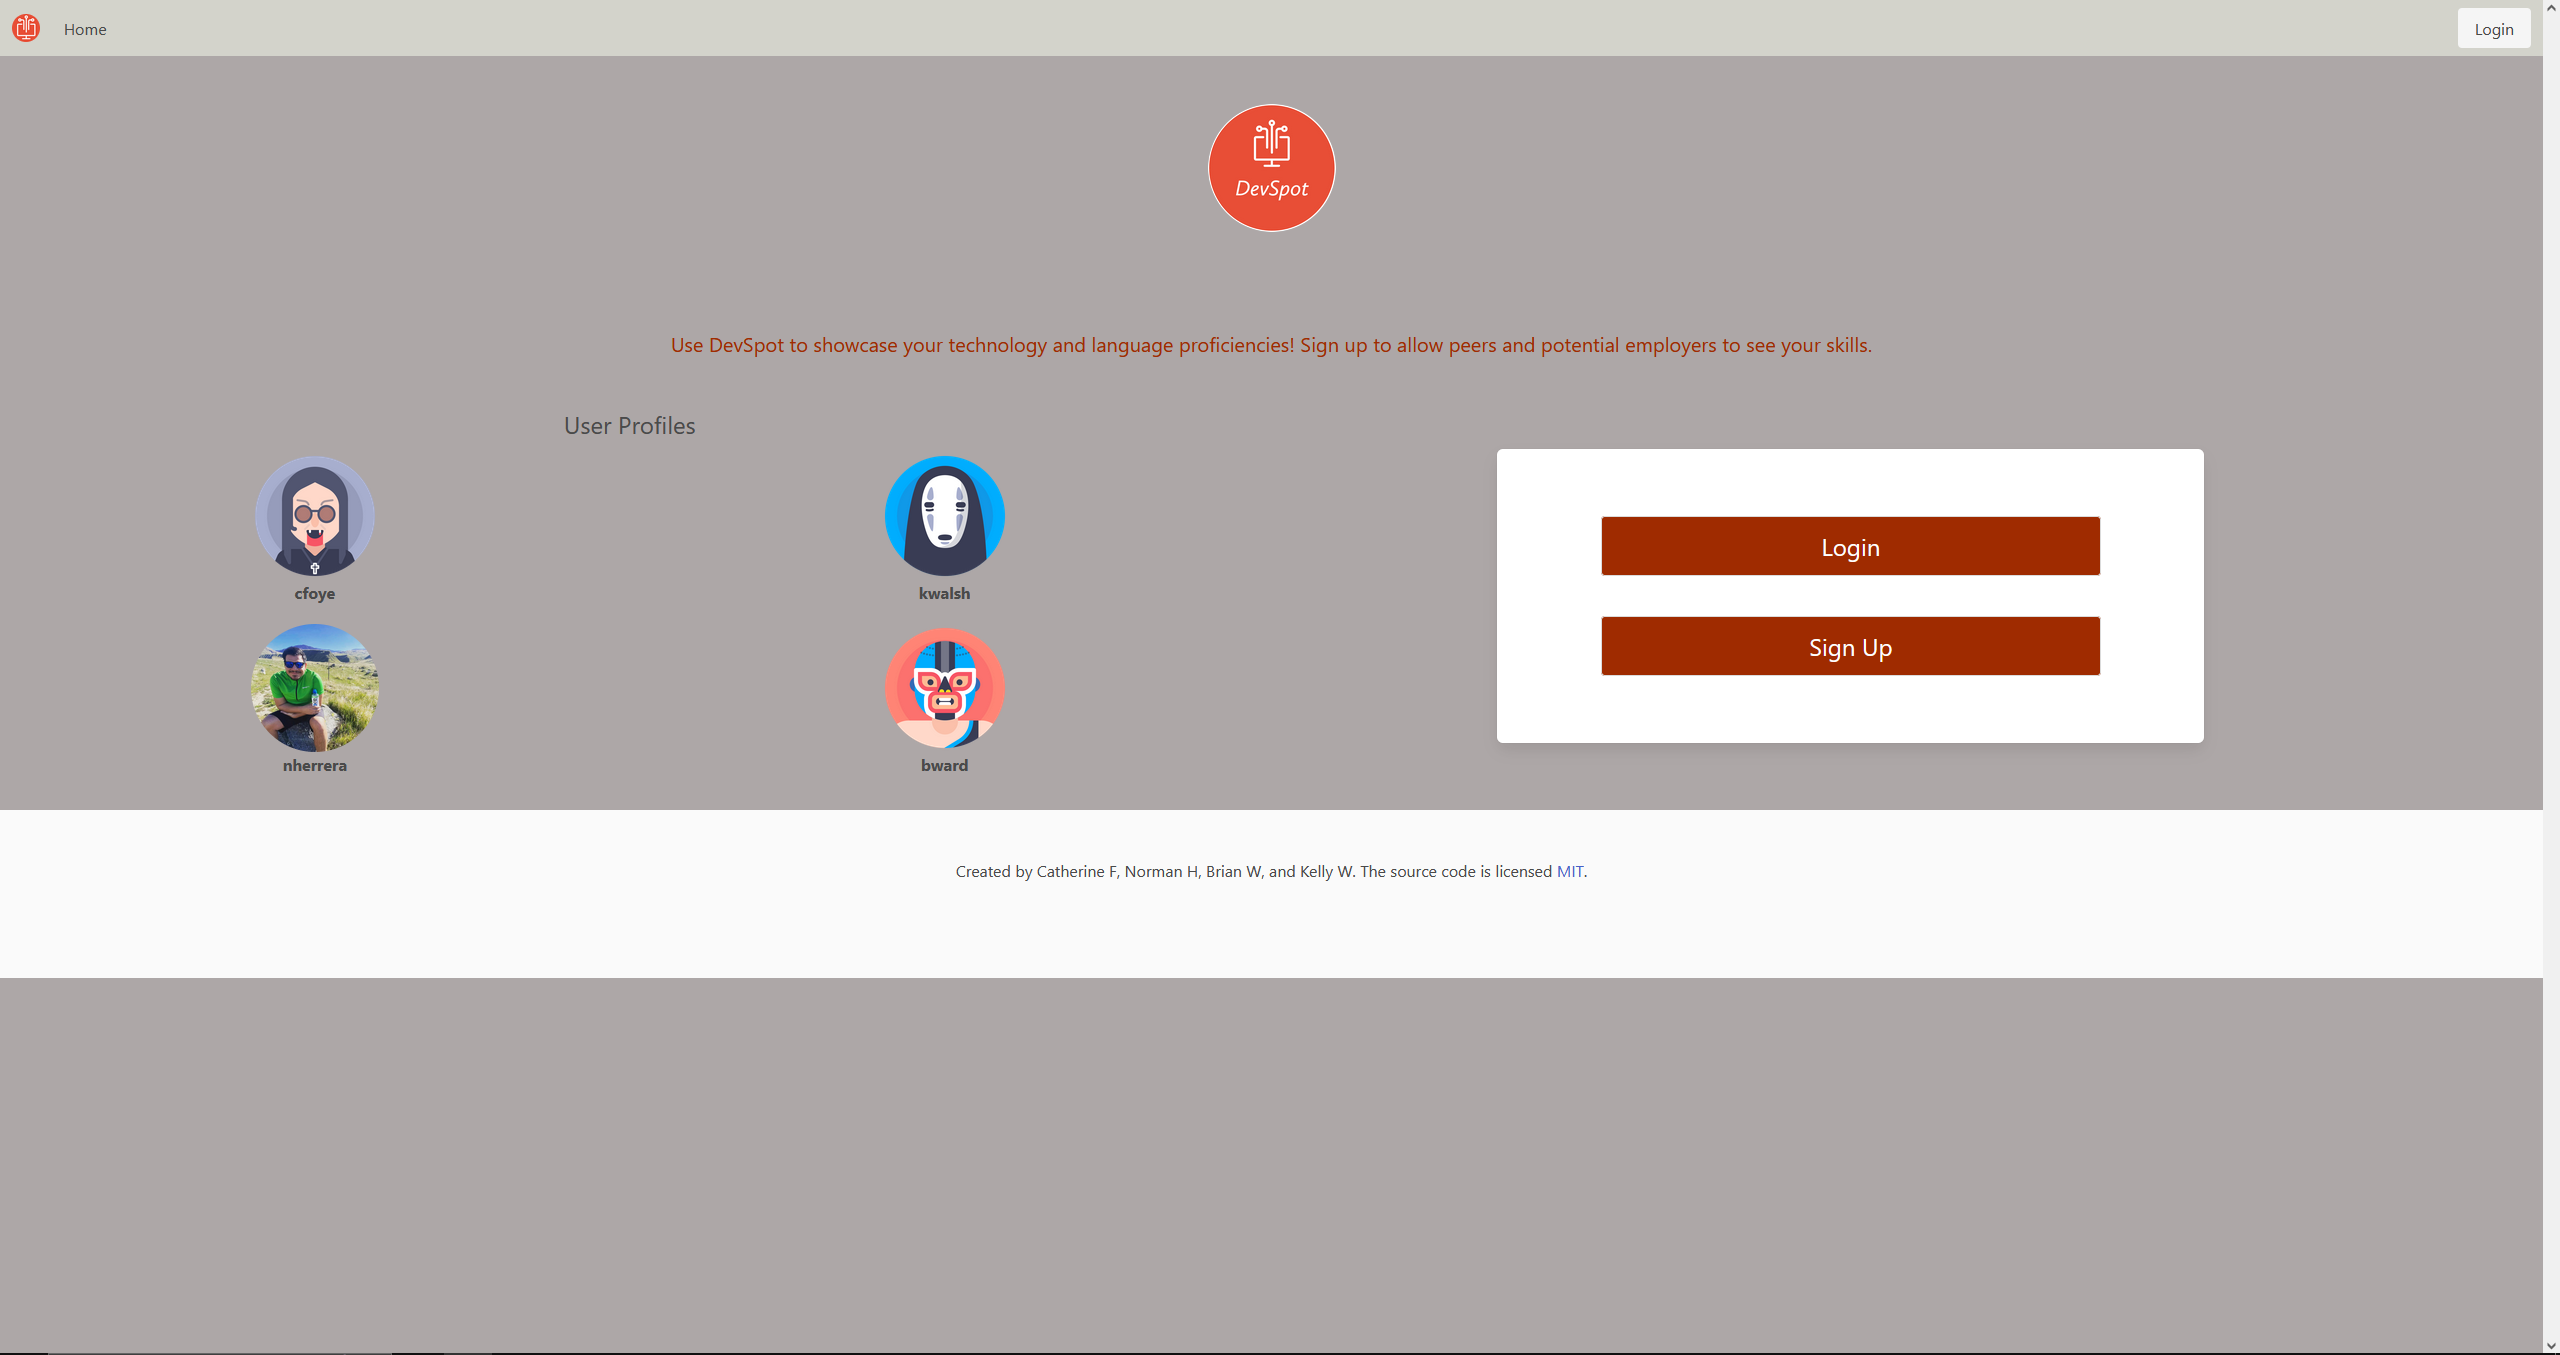 Home
Login
DevSpot
Use DevSpot to showcase your technology and language proficiencies! Sign up to allow peers and potential employers to see your skills.
User Profiles
cfoye
kwalsh
nherrera
bward
Login
Sign Up
Created by Catherine F, Norman H, Brian W, and Kelly W. The source code is licensed MIT.